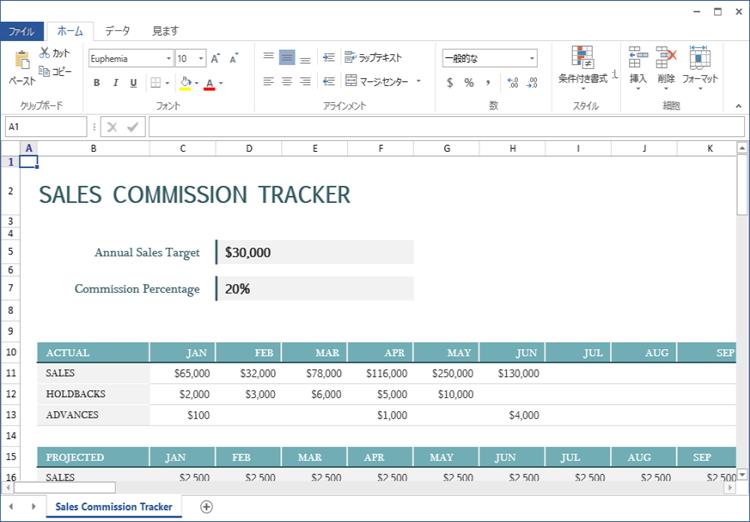 ファイル ホーム データ 見ます
ペースト カット コピー クリップボード
Euphemia 10 A A
B I U A フォント
ラップテキスト
マージセンター
アラインメント
一般的な
$ % , 数
条件付き書式 スタイル
挿入 削除 フォーマット 細胞
A1
A B C D E F G H I J K
1
2 SALES COMMISSION TRACKER
3
4
5 Annual Sales Target $30,000
6
7 Commission Percentage 20%
8
9
10 ACTUAL JAN FEB MAR APR MAY JUN JUL AUG SEP
11 SALES $65,000 $32,000 $78,000 $116,000 $250,000 $130,000
12 HOLDBACKS $2,000 $3,000 $6,000 $5,000 $10,000
13 ADVANCES $100 $1,000 $4,000
14
15 PROJECTED JAN FEB MAR APR MAY JUN JUL AUG SEP
16 SALES $2,500 $2,500 $2,500 $2,500 $2,500 $2,500 $2,500 $2,500 $2,500
Sales Commission Tracker